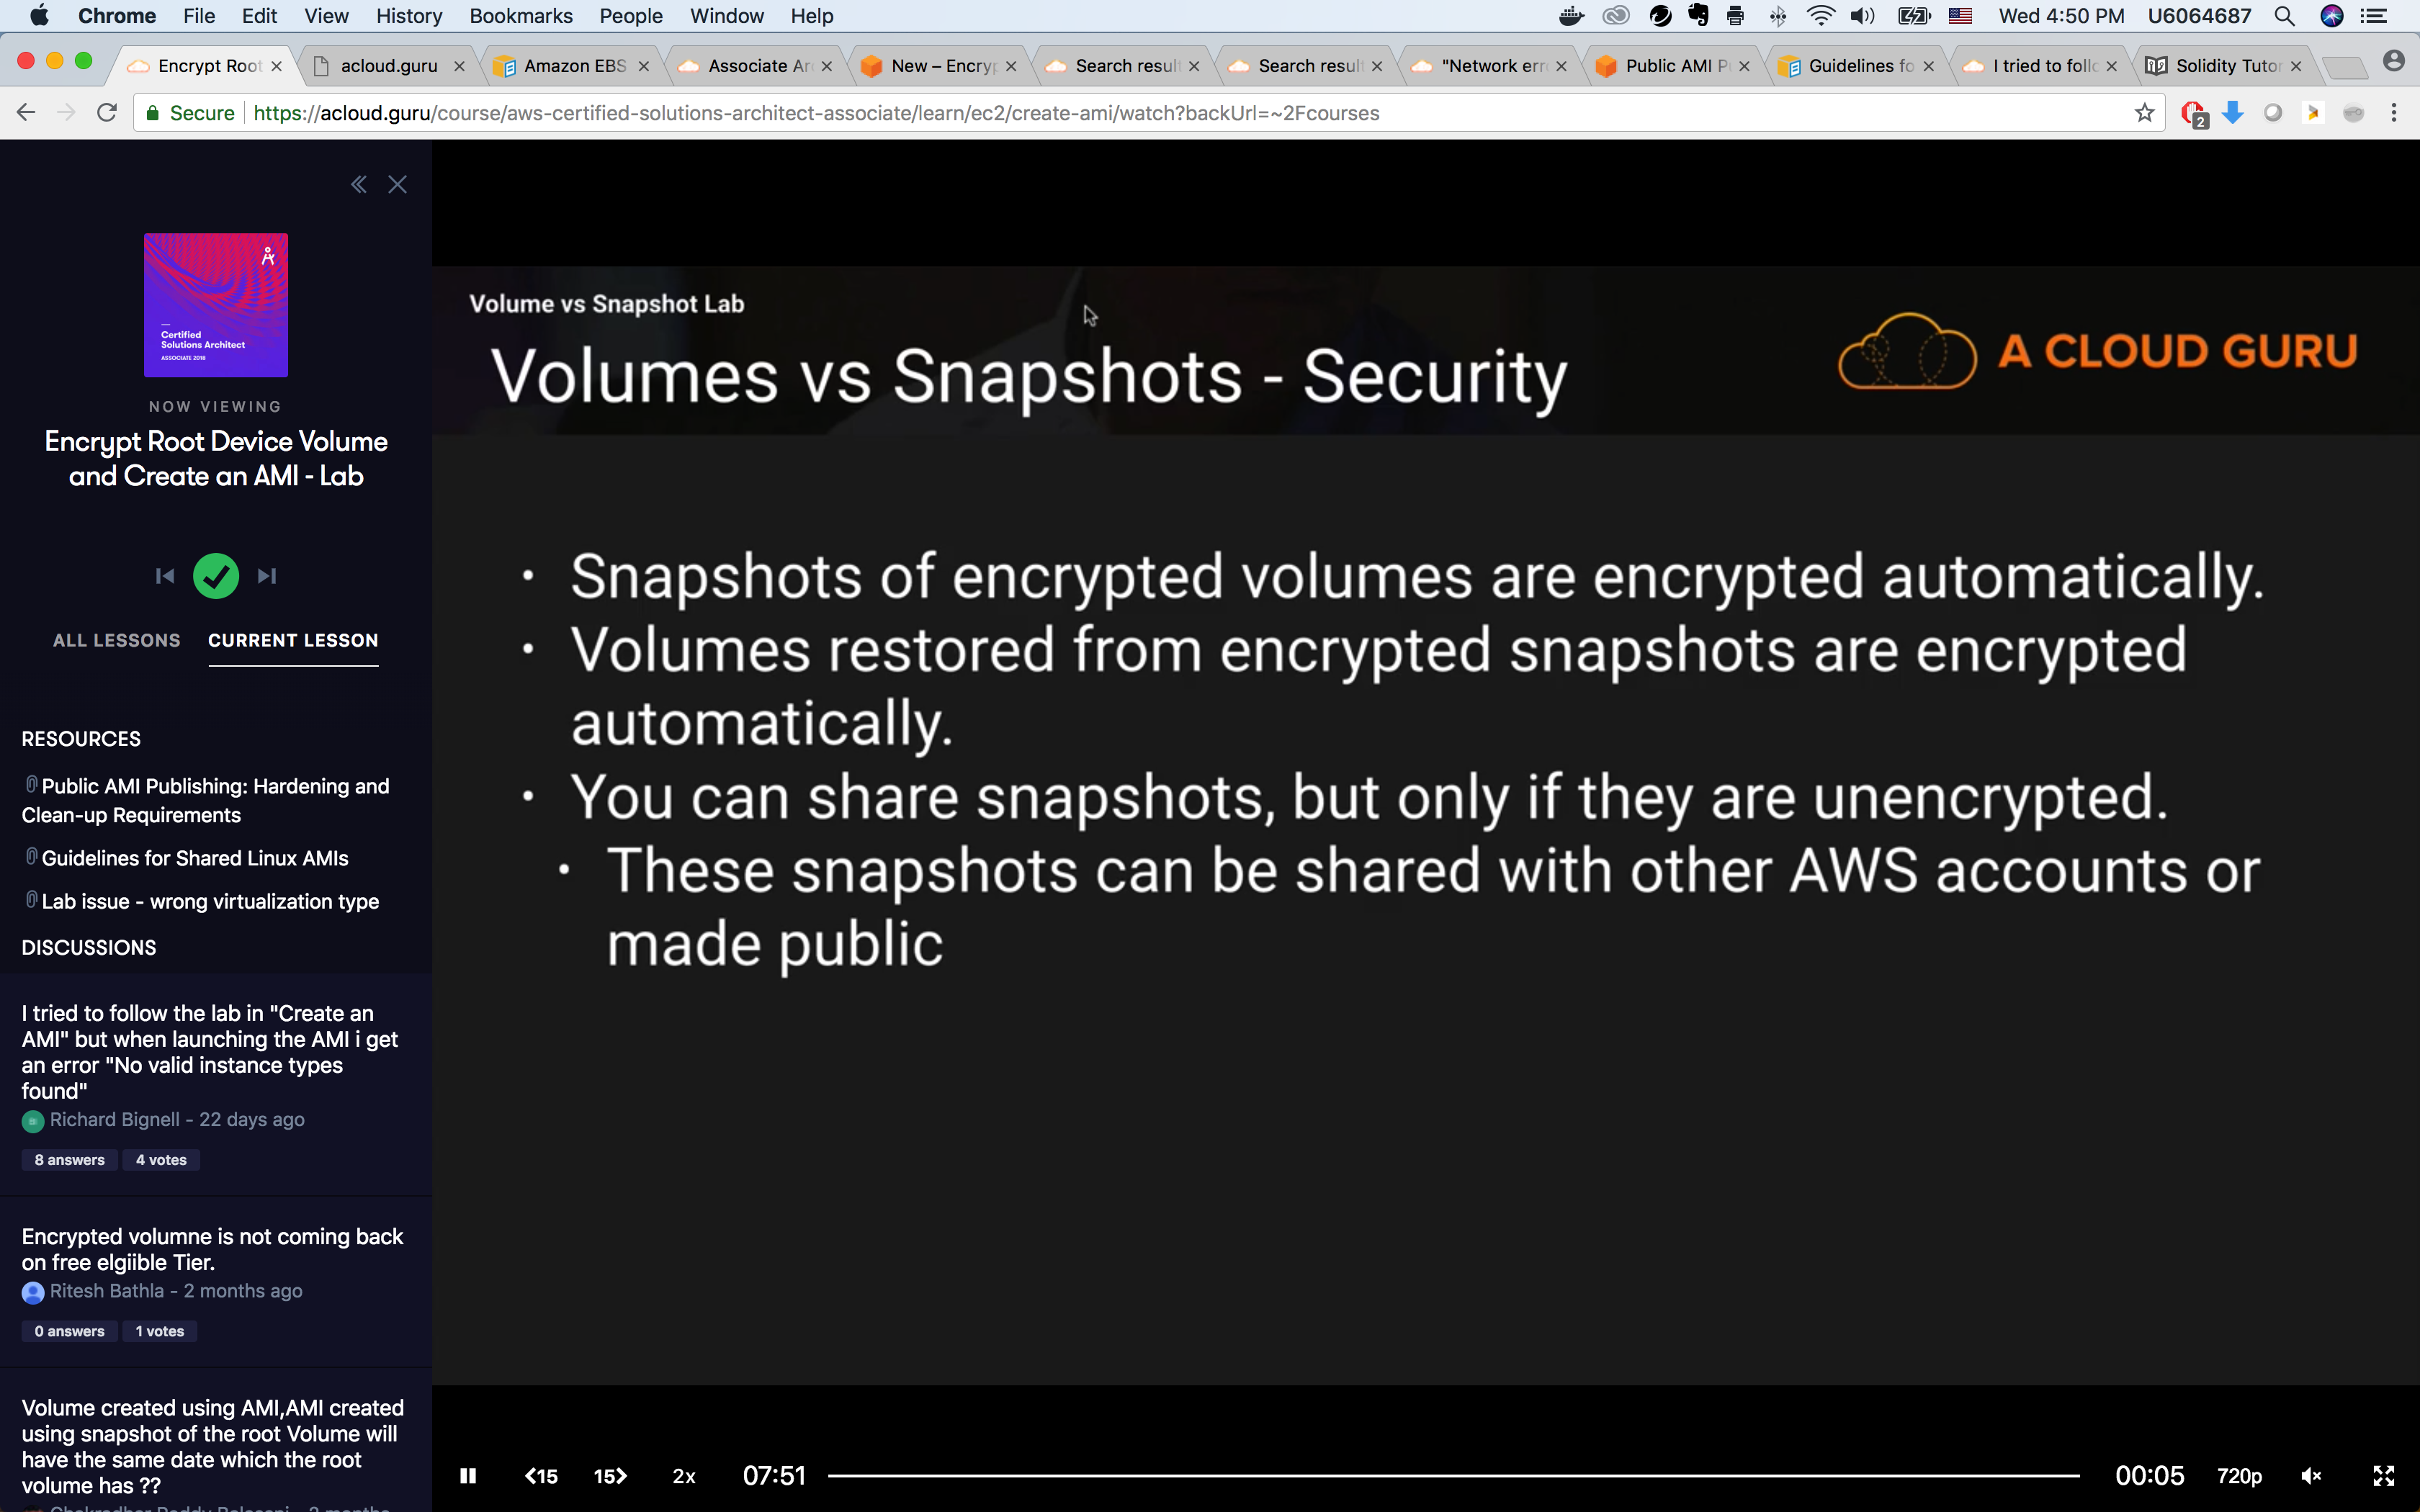 Chrome File Edit View History Bookmarks People Window Help Wed 4:50 PM U6064687
Encrypt Root acloud.guru Amazon EBS Associate Ar New – Encryp Search result Search result "Network err Public AMI P Guidelines fo I tried to follo Solidity Tutor
Secure https://acloud.guru/course/aws-certified-solutions-architect-associate/learn/ec2/create-ami/watch?backUrl=~2Fcourses 2
Certified
Solutions Architect
ASSOCIATE 2018
NOW VIEWING
Encrypt Root Device Volume
and Create an AMI - Lab
ALL LESSONS CURRENT LESSON
RESOURCES
Public AMI Publishing: Hardening and
Clean-up Requirements
Guidelines for Shared Linux AMIs
Lab issue - wrong virtualization type
DISCUSSIONS
I tried to follow the lab in "Create an
AMI" but when launching the AMI i get
an error "No valid instance types
found"
Richard Bignell - 22 days ago
8 answers 4 votes
Encrypted volumne is not coming back
on free elgiible Tier.
Ritesh Bathla - 2 months ago
0 answers 1 votes
Volume created using AMI,AMI created
using snapshot of the root Volume will
have the same date which the root
volume has ??
Volume vs Snapshot Lab
Volumes vs Snapshots - Security
A CLOUD GURU
• Snapshots of encrypted volumes are encrypted automatically.
• Volumes restored from encrypted snapshots are encrypted
automatically.
• You can share snapshots, but only if they are unencrypted.
• These snapshots can be shared with other AWS accounts or
made public
15 15 2x 07:51 00:05 720p